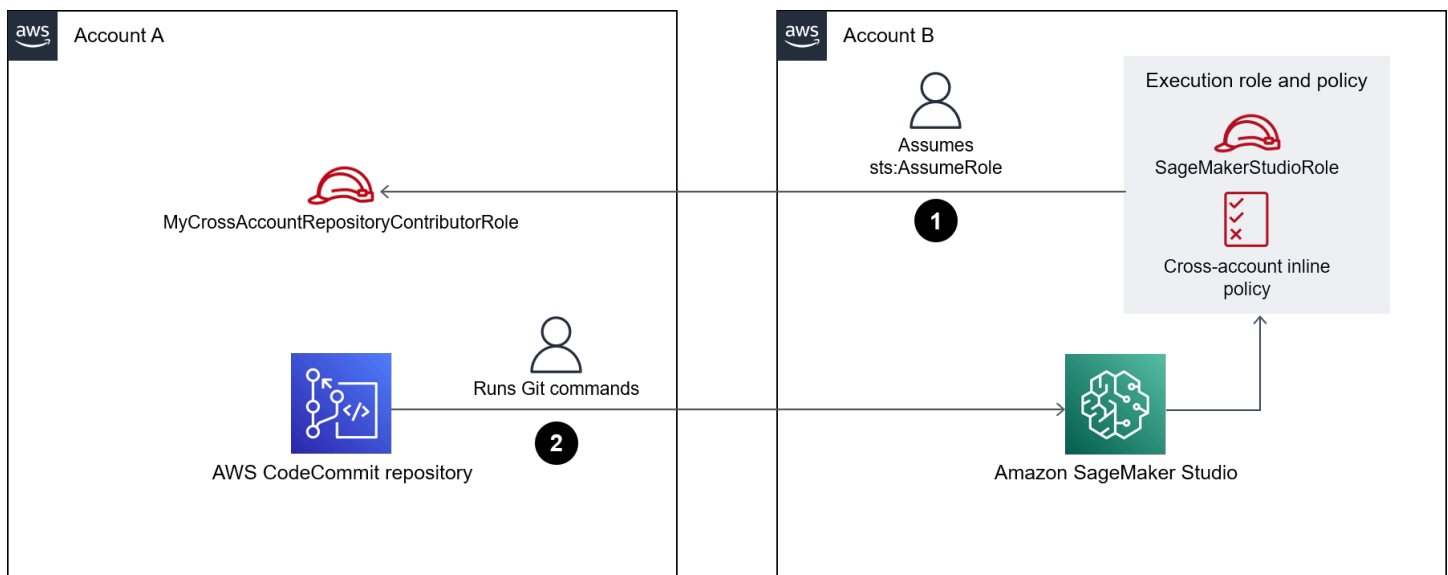 aws
Account A
MyCrossAccountRepositoryContributorRole
Runs Git commands
2
AWS CodeCommit repository
aws
Account B
Assumes
sts:AssumeRole
1
Execution role and policy
SageMakerStudioRole
Cross-account inline
policy
Amazon SageMaker Studio